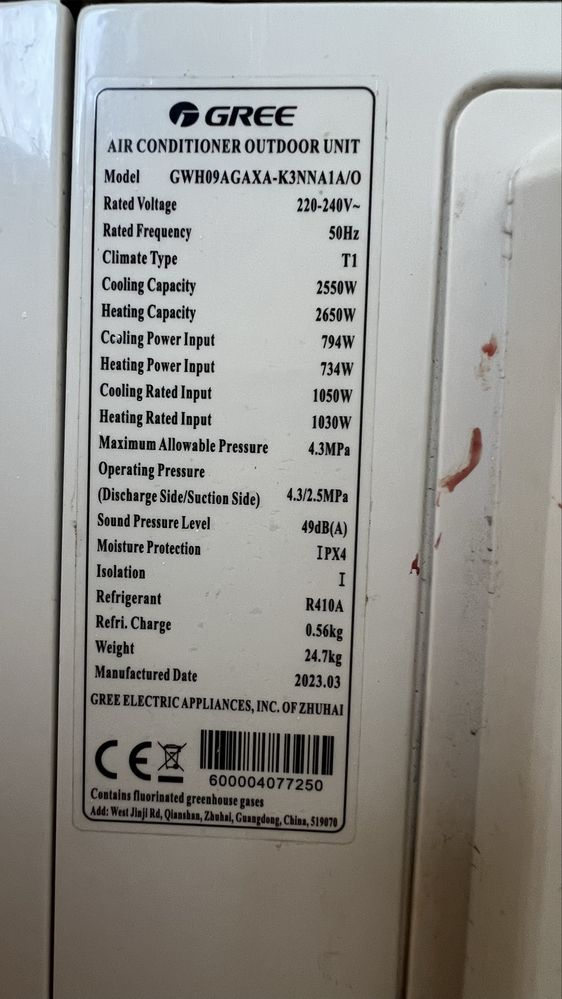 GREE
AIR CONDITIONER OUTDOOR UNIT
Model GWH09AGAXA-K3NNA1A/O
Rated Voltage 220-240V~
Rated Frequency 50Hz
Climate Type T1
Cooling Capacity 2550W
Heating Capacity 2650W
Cooling Power Input 794W
Heating Power Input 734W
Cooling Rated Input 1050W
Heating Rated Input 1030W
Maximum Allowable Pressure 4.3MPa
Operating Pressure
(Discharge Side/Suction Side) 4.3/2.5MPa
Sound Pressure Level 49dB(A)
Moisture Protection IPX4
Isolation I
Refrigerant R410A
Refri. Charge 0.56kg
Weight 24.7kg
Manufactured Date 2023.03
GREE ELECTRIC APPLIANCES, INC. OF ZHUHAI
CE
600004077250
Contains fluorinated greenhouse gases
Add: West Jinji Rd, Qianshan, Zhuhai, Guangdong, China, 519070